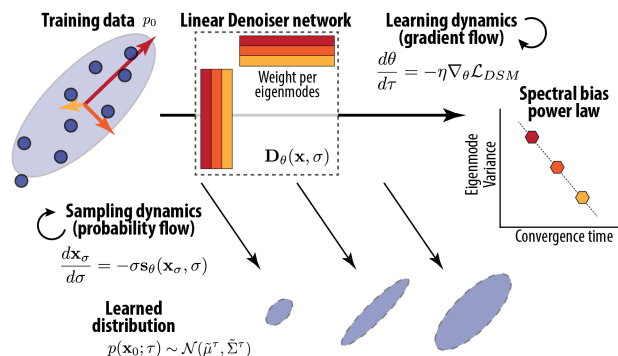 Training data p₀
Linear Denoiser network
Weight per
eigenmodes
D_θ(x, σ)
Learning dynamics
(gradient flow)
dθ/dτ = −η∇_θ ℒ_DSM
Spectral bias
power law
Eigenmode
Variance
Convergence time
Sampling dynamics
(probability flow)
dx_σ/dσ = −σs_θ(x_σ, σ)
Learned
distribution
p(x₀; τ) ∼ 𝒩(μ̃^τ, Σ̃^τ)